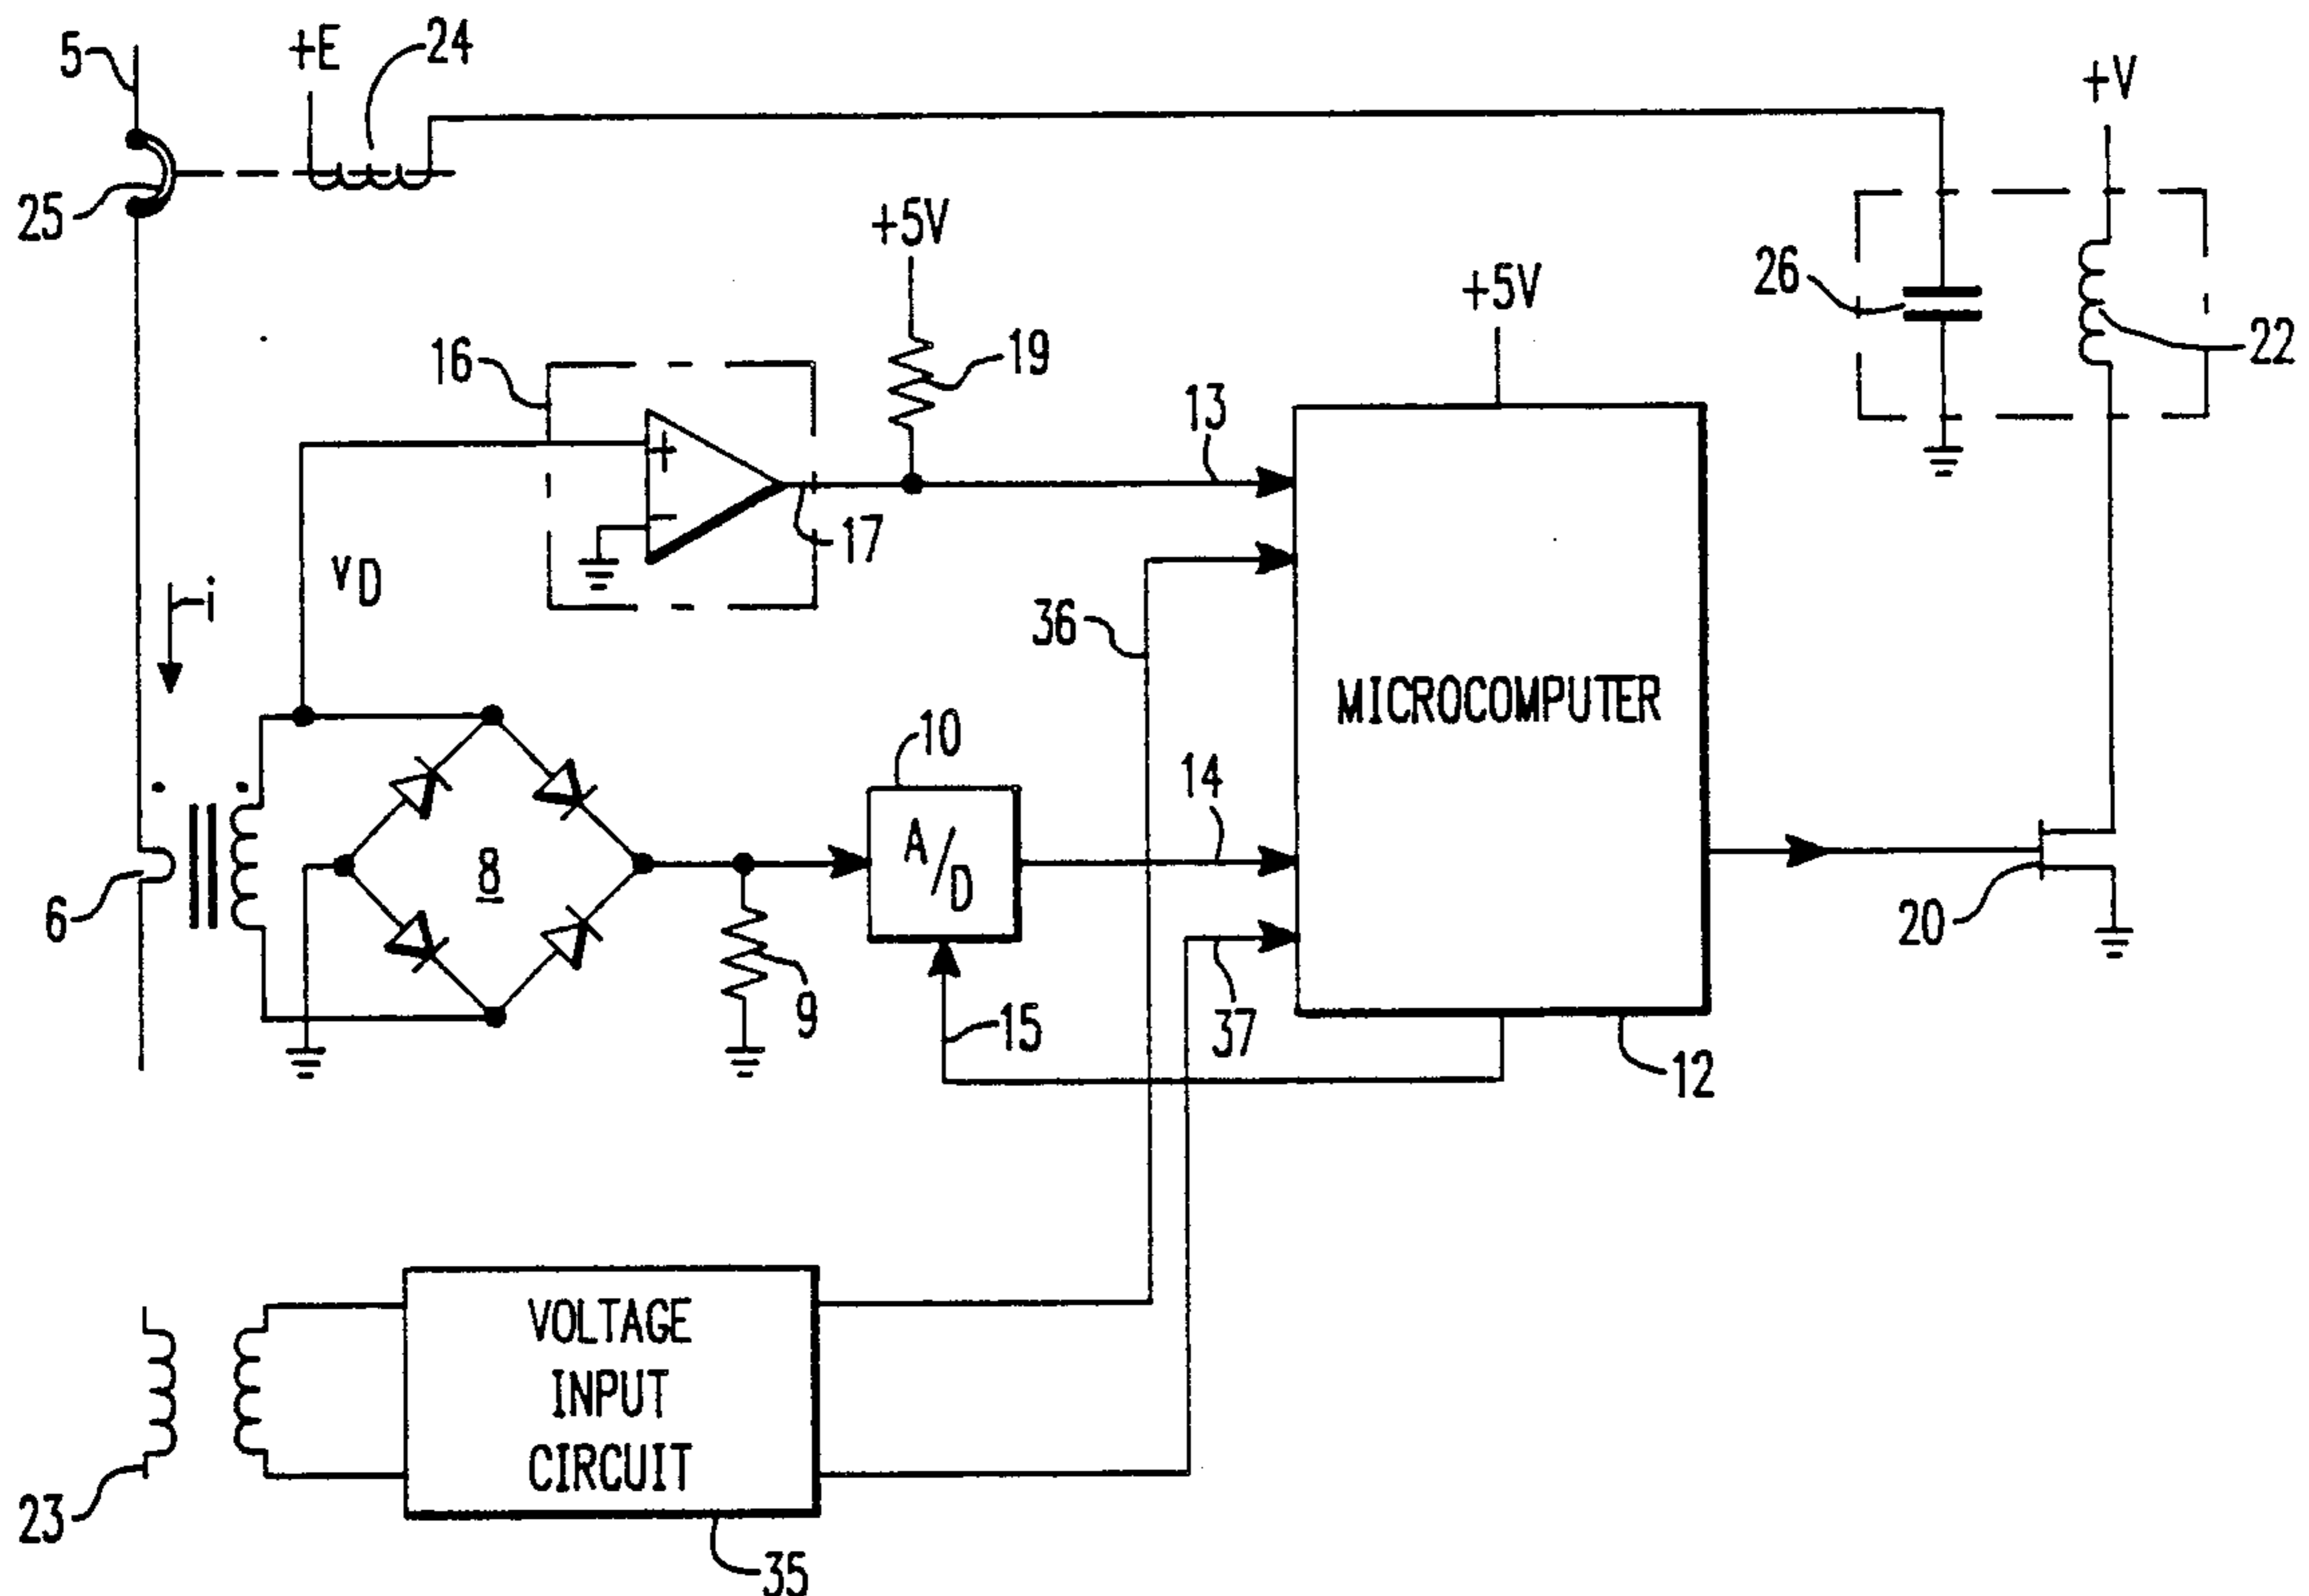 5
+E
24
+V
25
+5V
26
+5V
22
16
19
13
+
−
17
VD
i
36
MICROCOMPUTER
10
14
A/D
8
6
20
9
15
37
12
VOLTAGE
INPUT
CIRCUIT
23
35